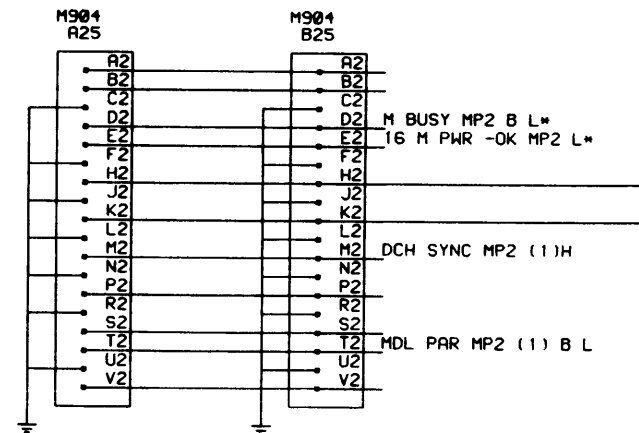 M904 M904
A25 B25
A2 A2
B2 B2
C2 C2
D2 D2 M BUSY MP2 B L*
E2 E2 16 M PWR -OK MP2 L*
F2 F2
H2 H2
J2 J2
K2 K2
L2 L2
M2 M2 DCH SYNC MP2 (1)H
N2 N2
P2 P2
R2 R2
S2 S2
T2 T2 MDL PAR MP2 (1) B L
U2 U2
V2 V2